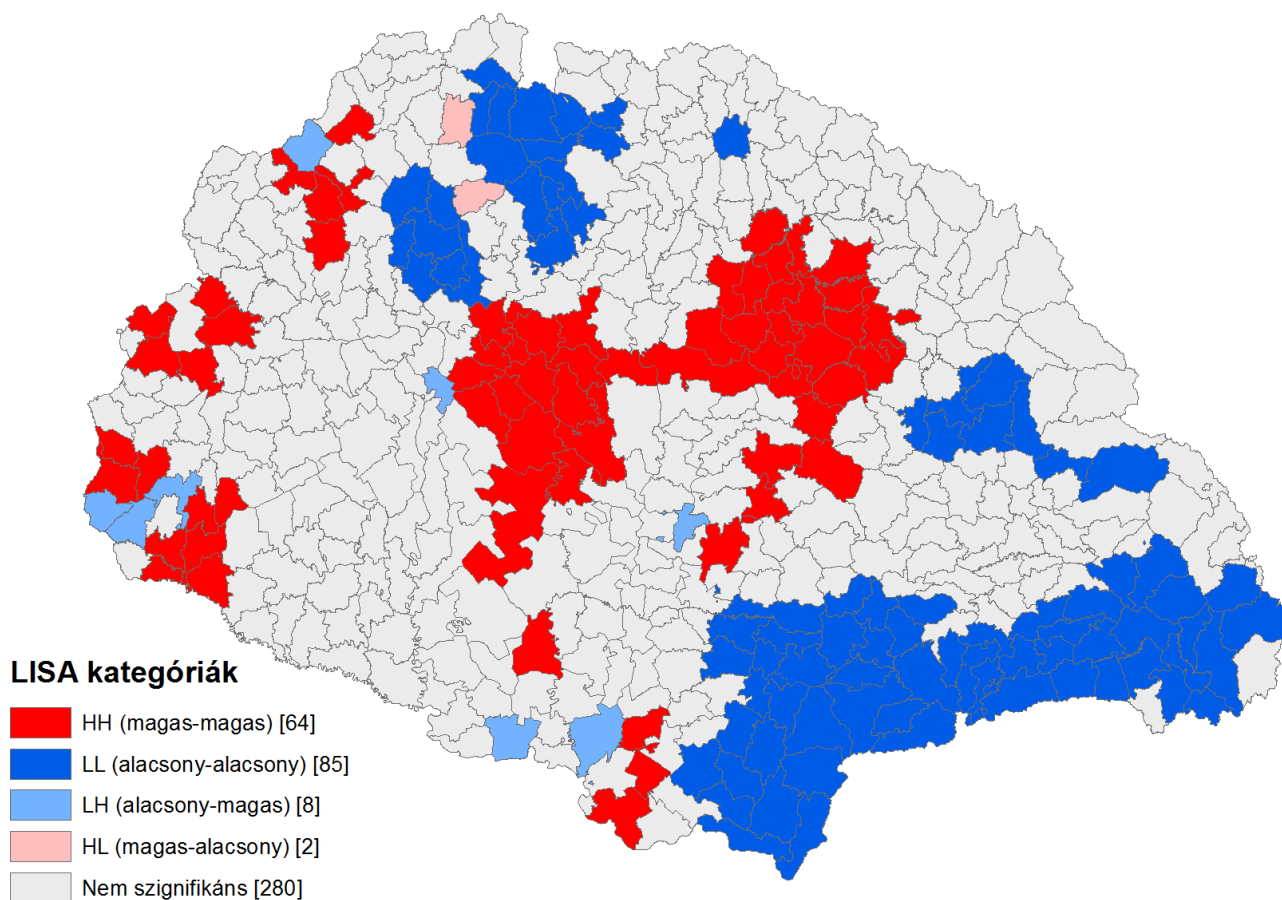 LISA kategóriák
HH (magas-magas) [64]
LL (alacsony-alacsony) [85]
LH (alacsony-magas) [8]
HL (magas-alacsony) [2]
Nem szignifikáns [280]